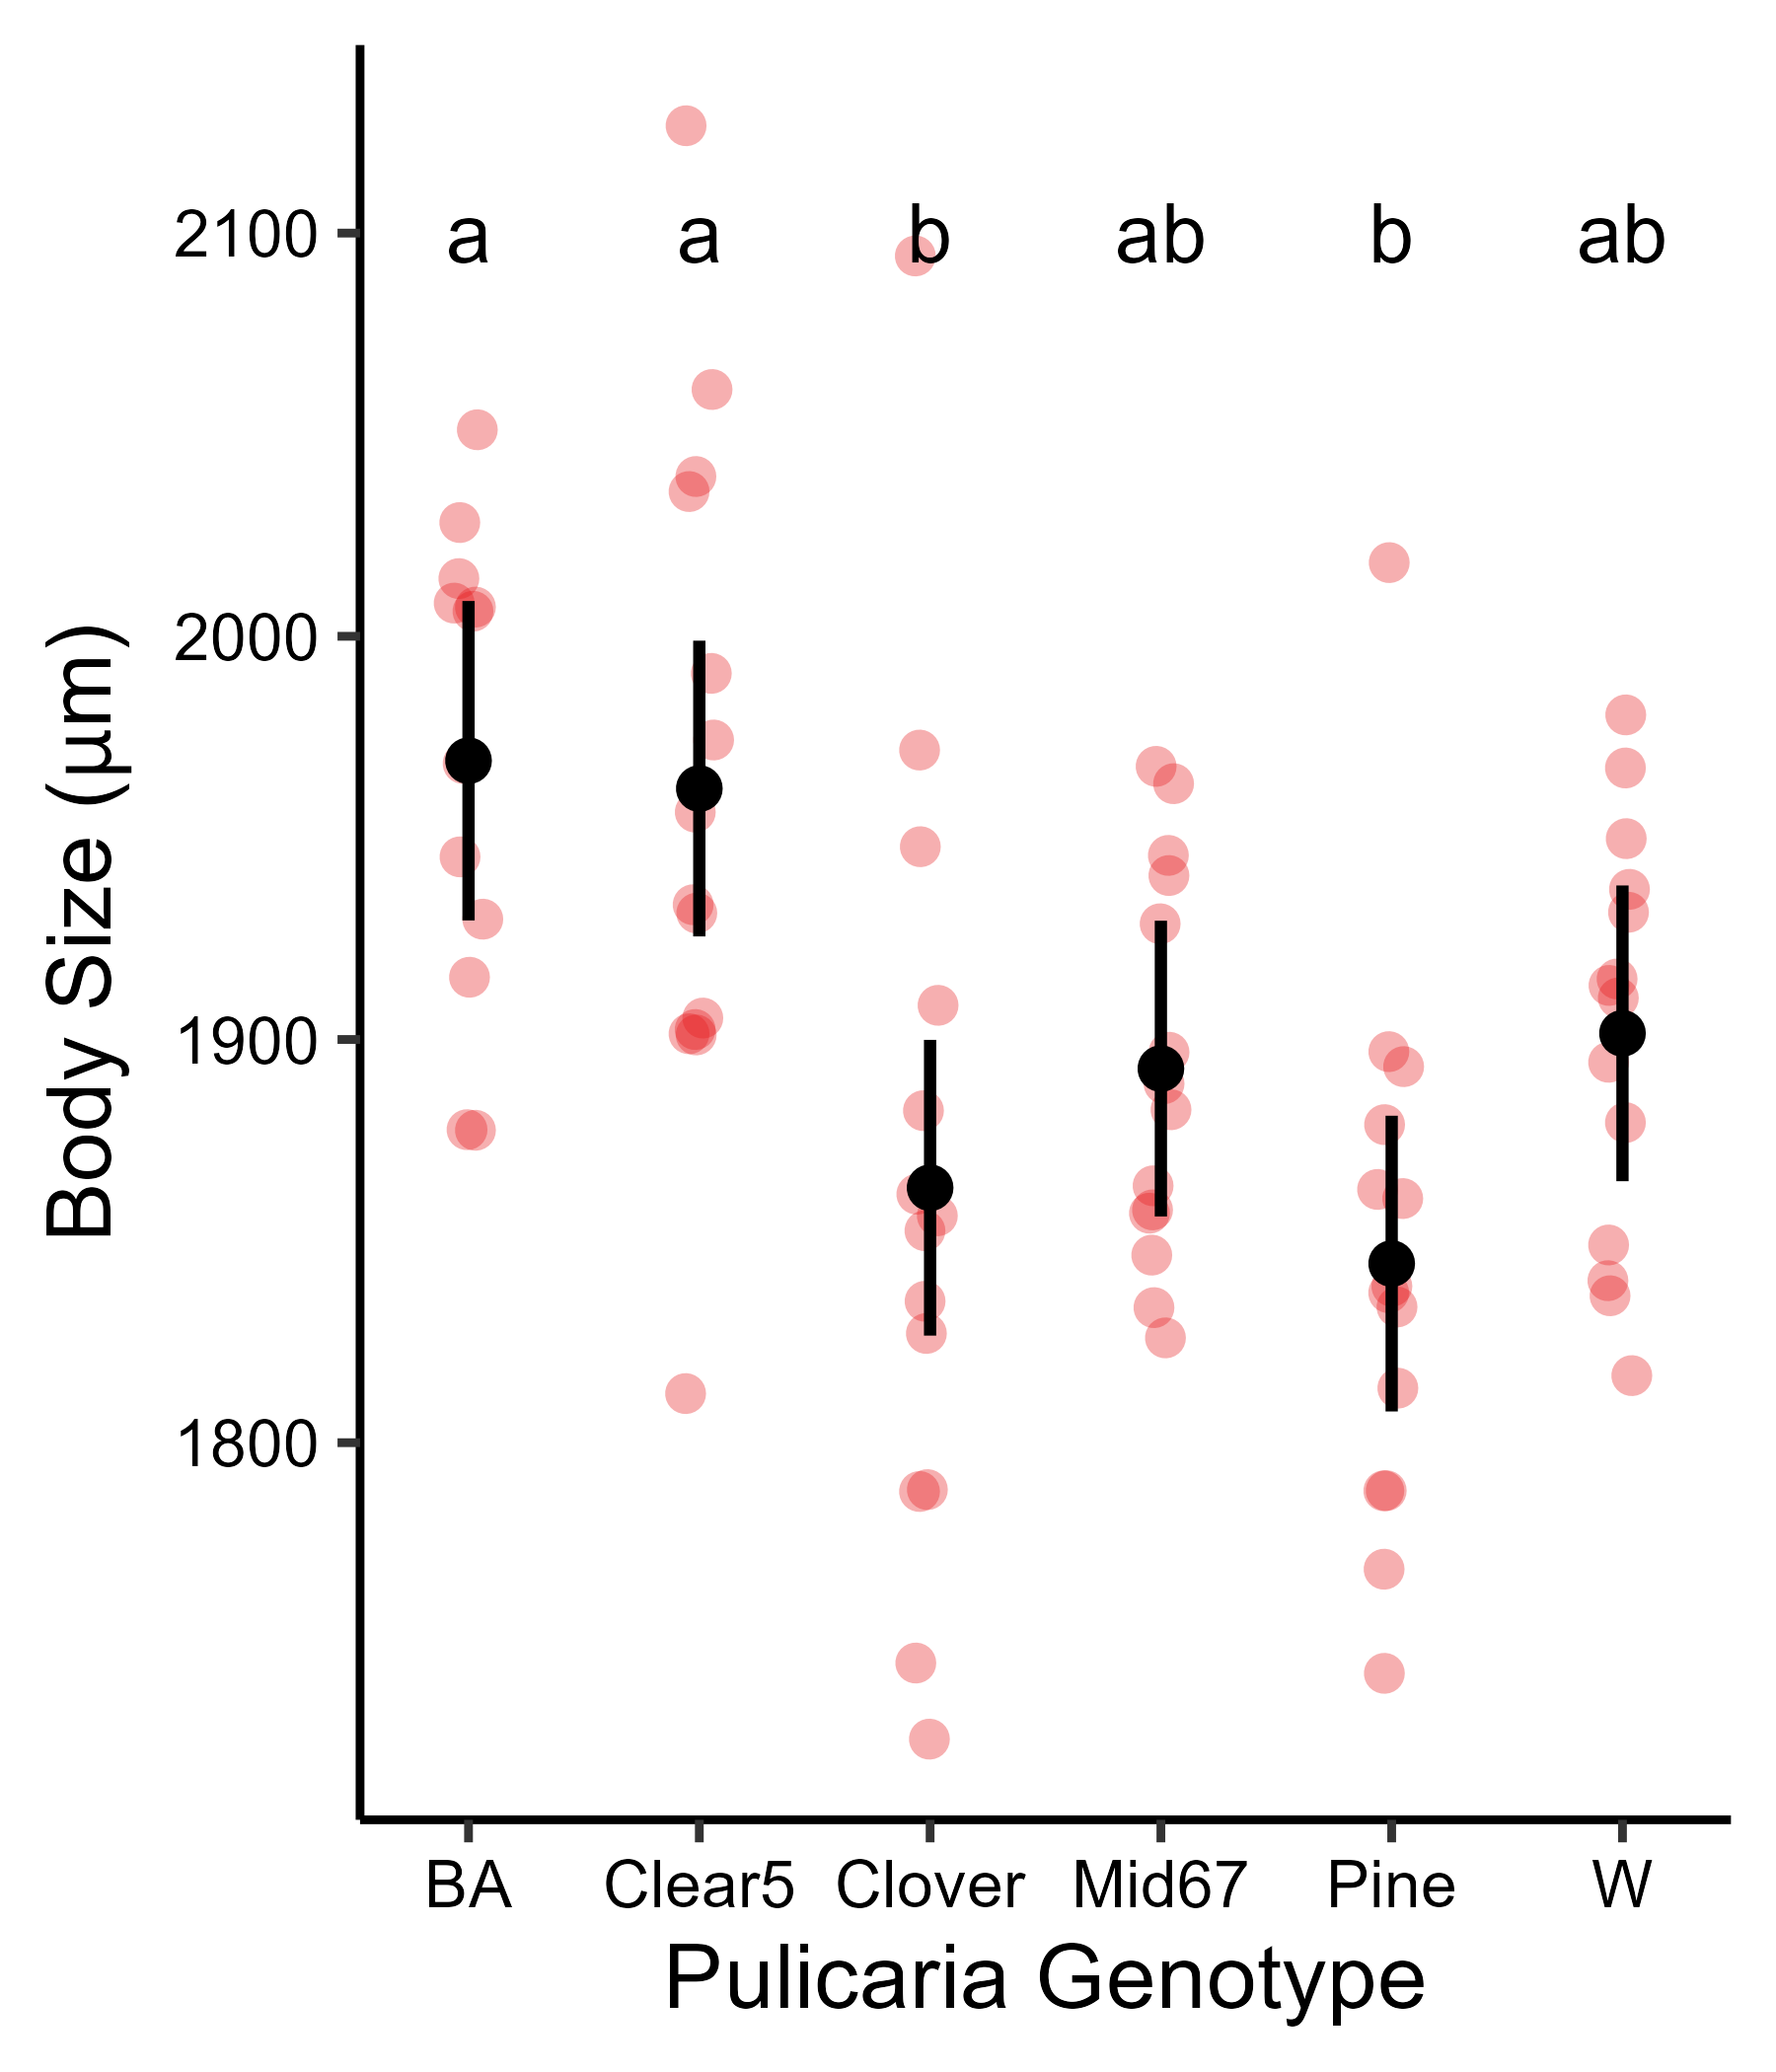 2100
2000
1900
1800
Body Size (µm)
a a b ab b ab
BA Clear5 Clover Mid67 Pine W
Pulicaria Genotype